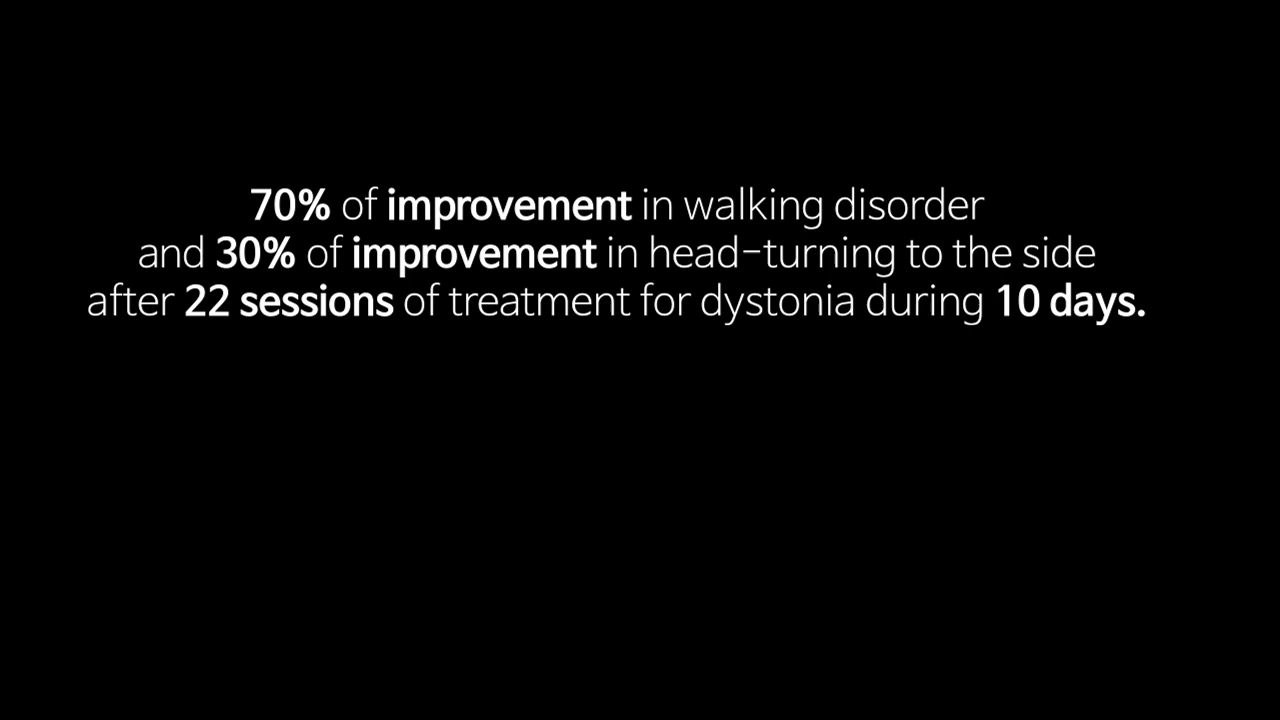 70% of improvement in walking disorder
and 30% of improvement in head-turning to the side
after 22 sessions of treatment for dystonia during 10 days.